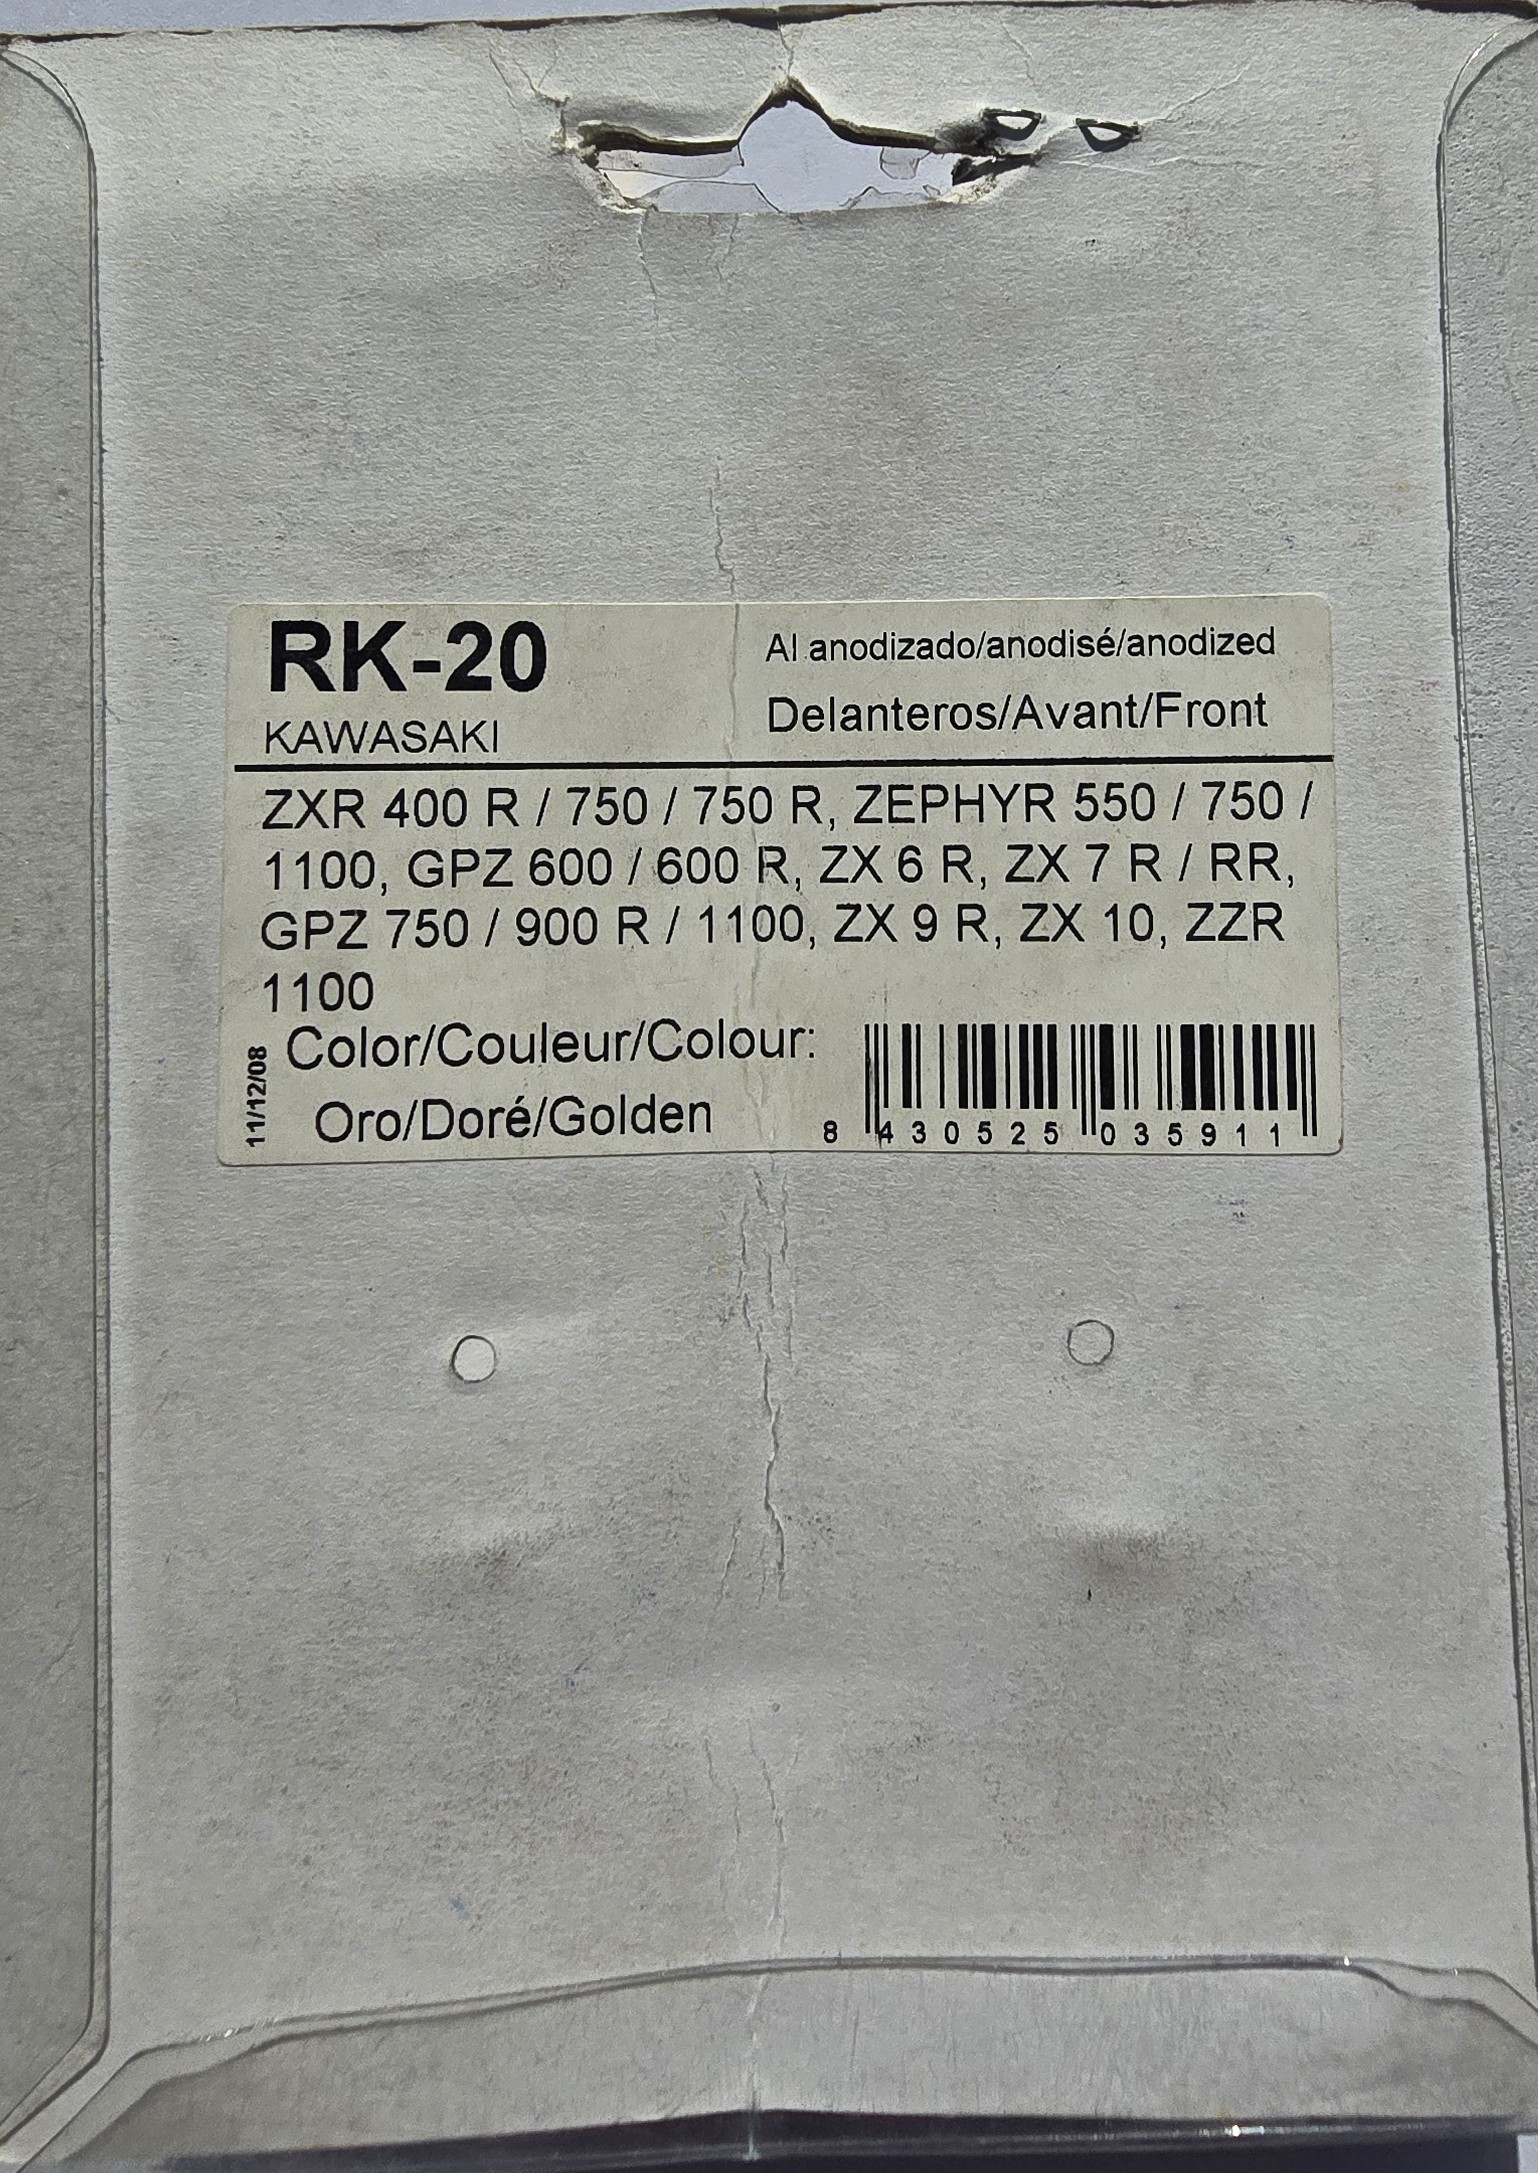 RK-20
KAWASAKI
Al anodizado/anodisé/anodized
Delanteros/Avant/Front
ZXR 400 R / 750 / 750 R, ZEPHYR 550 / 750 /
1100, GPZ 600 / 600 R, ZX 6 R, ZX 7 R / RR,
GPZ 750 / 900 R / 1100, ZX 9 R, ZX 10, ZZR
1100
11/12/08
Color/Couleur/Colour:
Oro/Doré/Golden
8 430525 035911